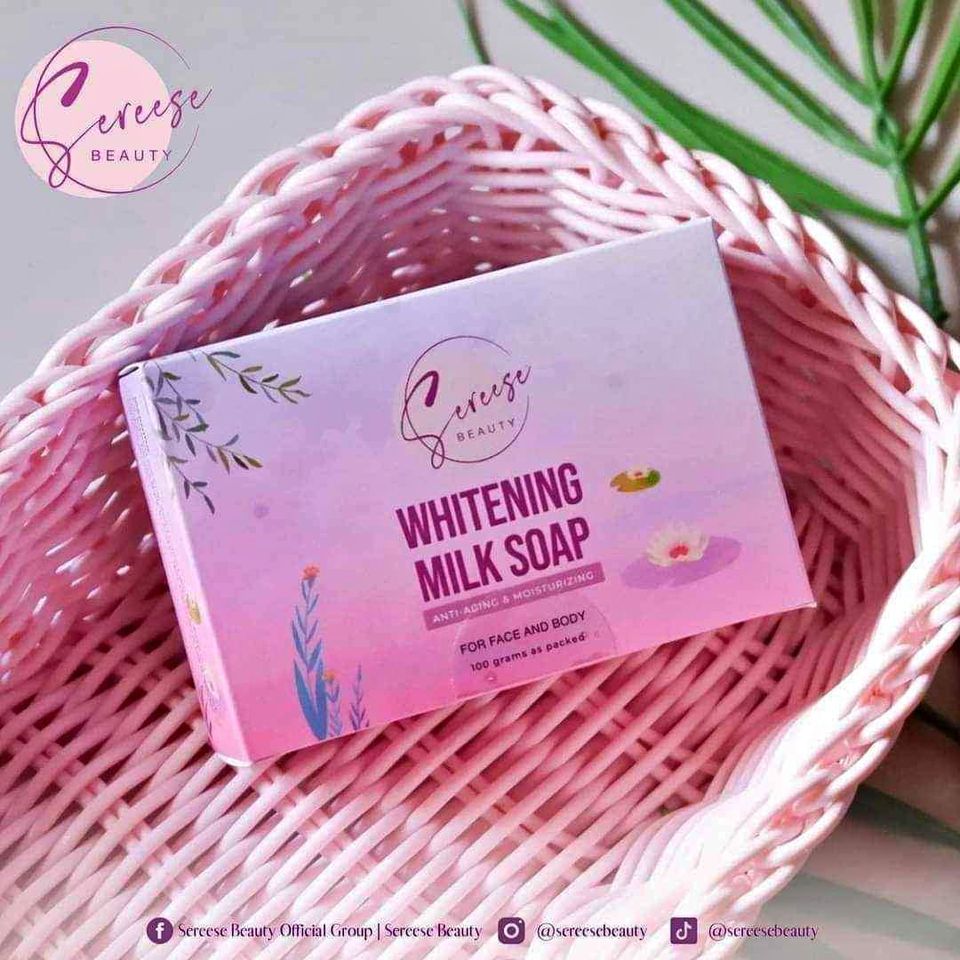 Sereese
BEAUTY
Sereese
BEAUTY
WHITENING
MILK SOAP
ANTI-AGING & MOISTURIZING
FOR FACE AND BODY
100 grams as packed
Sereese Beauty Official Group | Sereese Beauty @sereesebeauty @sereesebeauty